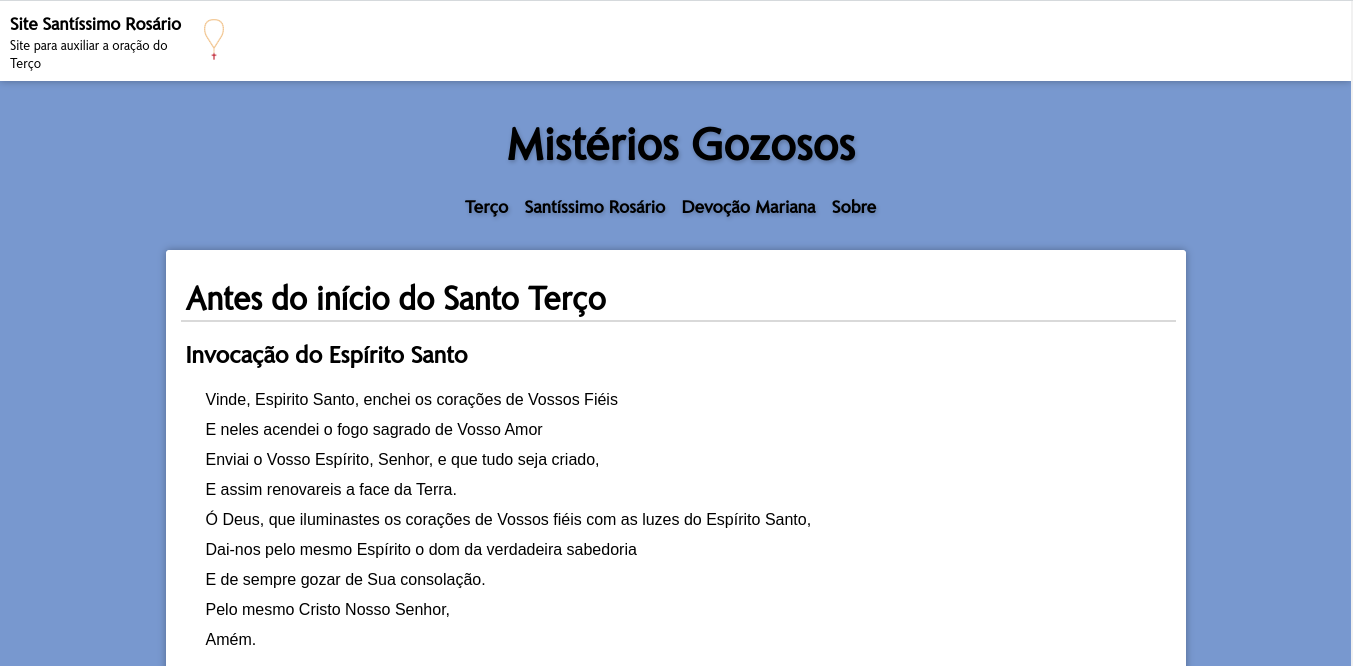 Site Santíssimo Rosário
Site para auxiliar a oração do
Terço
Mistérios Gozosos
Terço Santíssimo Rosário Devoção Mariana Sobre
Antes do início do Santo Terço
Invocação do Espírito Santo
Vinde, Espirito Santo, enchei os corações de Vossos Fiéis
E neles acendei o fogo sagrado de Vosso Amor
Enviai o Vosso Espírito, Senhor, e que tudo seja criado,
E assim renovareis a face da Terra.
Ó Deus, que iluminastes os corações de Vossos fiéis com as luzes do Espírito Santo,
Dai-nos pelo mesmo Espírito o dom da verdadeira sabedoria
E de sempre gozar de Sua consolação.
Pelo mesmo Cristo Nosso Senhor,
Amém.